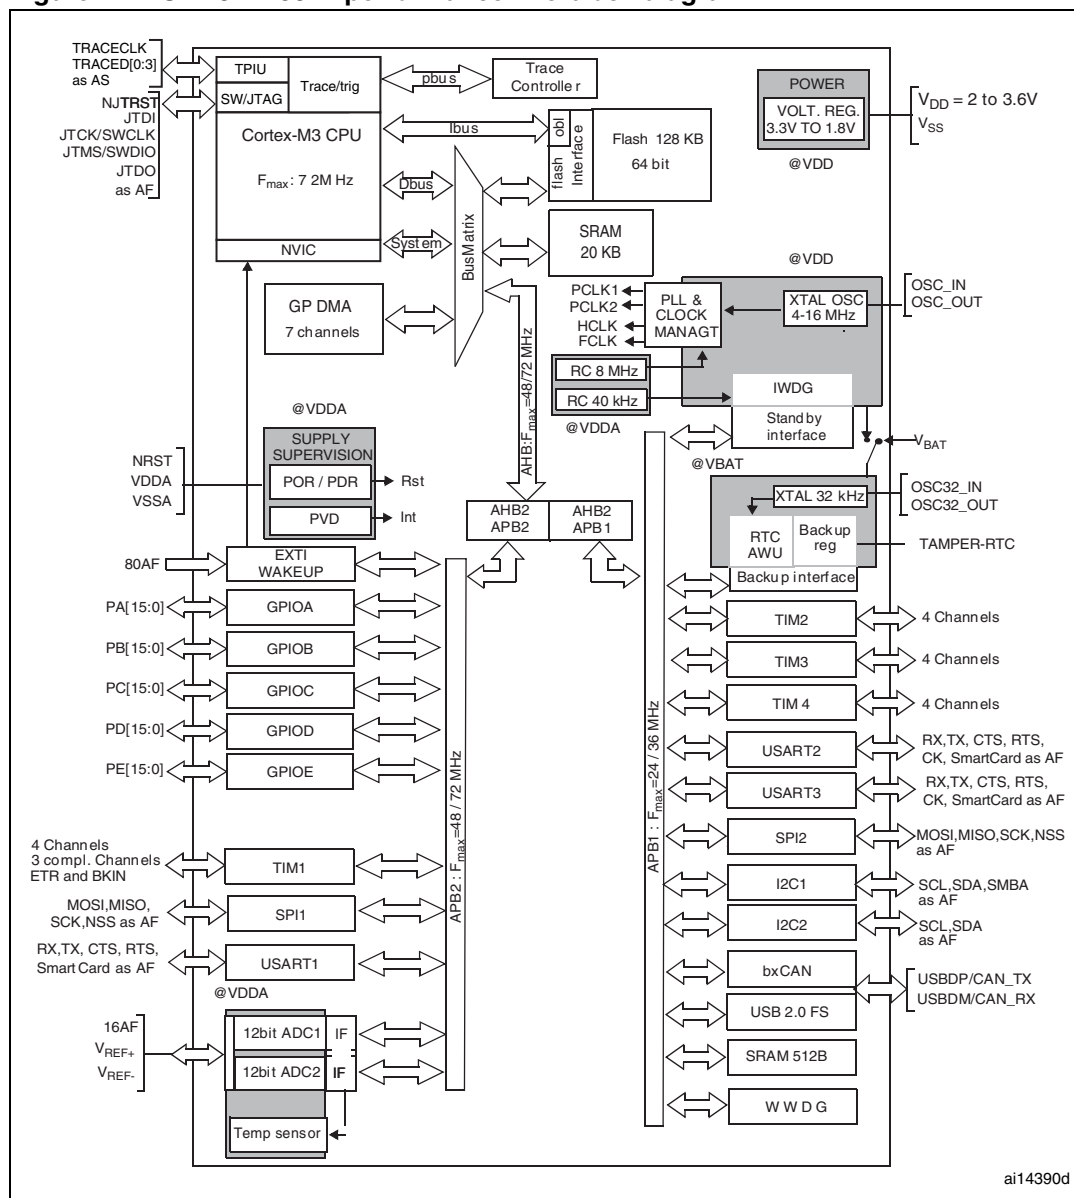 TRACECLK
TRACED[0:3]
as AS
NJTRST
JTDI
JTCK/SWCLK
JTMS/SWDIO
JTDO
as AF
TPIU
SW/JTAG
Trace/trig
Cortex-M3 CPU
Fmax: 7 2M Hz
NVIC
pbus
Trace
Controller
Ibus
Dbus
System
BusMatrix
flash
obl
Interface
Flash 128 KB
64 bit
SRAM
20 KB
POWER
VOLT. REG.
3.3V TO 1.8V
@VDD
VDD = 2 to 3.6V
VSS
GP DMA
7 channels
AHB:Fmax=48/72 MHz
@VDD
PCLK1
PCLK2
HCLK
FCLK
PLL &
CLOCK
MANAGT
XTAL OSC
4-16 MHz
OSC_IN
OSC_OUT
RC 8 MHz
RC 40 kHz
@VDDA
IWDG
Standby
interface
VBAT
@VBAT
@VDDA
SUPPLY
SUPERVISION
POR / PDR
Rst
PVD
Int
NRST
VDDA
VSSA
AHB2
APB2
AHB2
APB1
XTAL 32 kHz
OSC32_IN
OSC32_OUT
RTC
AWU
Backup
reg
TAMPER-RTC
Backup interface
80AF
EXTI
WAKEUP
PA[15:0]
GPIOA
PB[15:0]
GPIOB
PC[15:0]
GPIOC
PD[15:0]
GPIOD
PE[15:0]
GPIOE
4 Channels
3 compl. Channels
ETR and BKIN
TIM1
MOSI,MISO,
SCK,NSS as AF
SPI1
RX,TX, CTS, RTS,
SmartCard as AF
USART1
@VDDA
16AF
VREF+
VREF-
12bit ADC1
IF
12bit ADC2
IF
Temp sensor
APB2 : Fmax=48 / 72 MHz
APB1 : Fmax=24 / 36 MHz
TIM2
4 Channels
TIM3
4 Channels
TIM 4
4 Channels
USART2
RX,TX, CTS, RTS,
CK, SmartCard as AF
USART3
RX,TX, CTS, RTS,
CK, SmartCard as AF
SPI2
MOSI,MISO,SCK,NSS
as AF
I2C1
SCL,SDA,SMBA
as AF
I2C2
SCL,SDA
as AF
bxCAN
USBDP/CAN_TX
USBDM/CAN_RX
USB 2.0 FS
SRAM 512B
W W D G
ai14390d